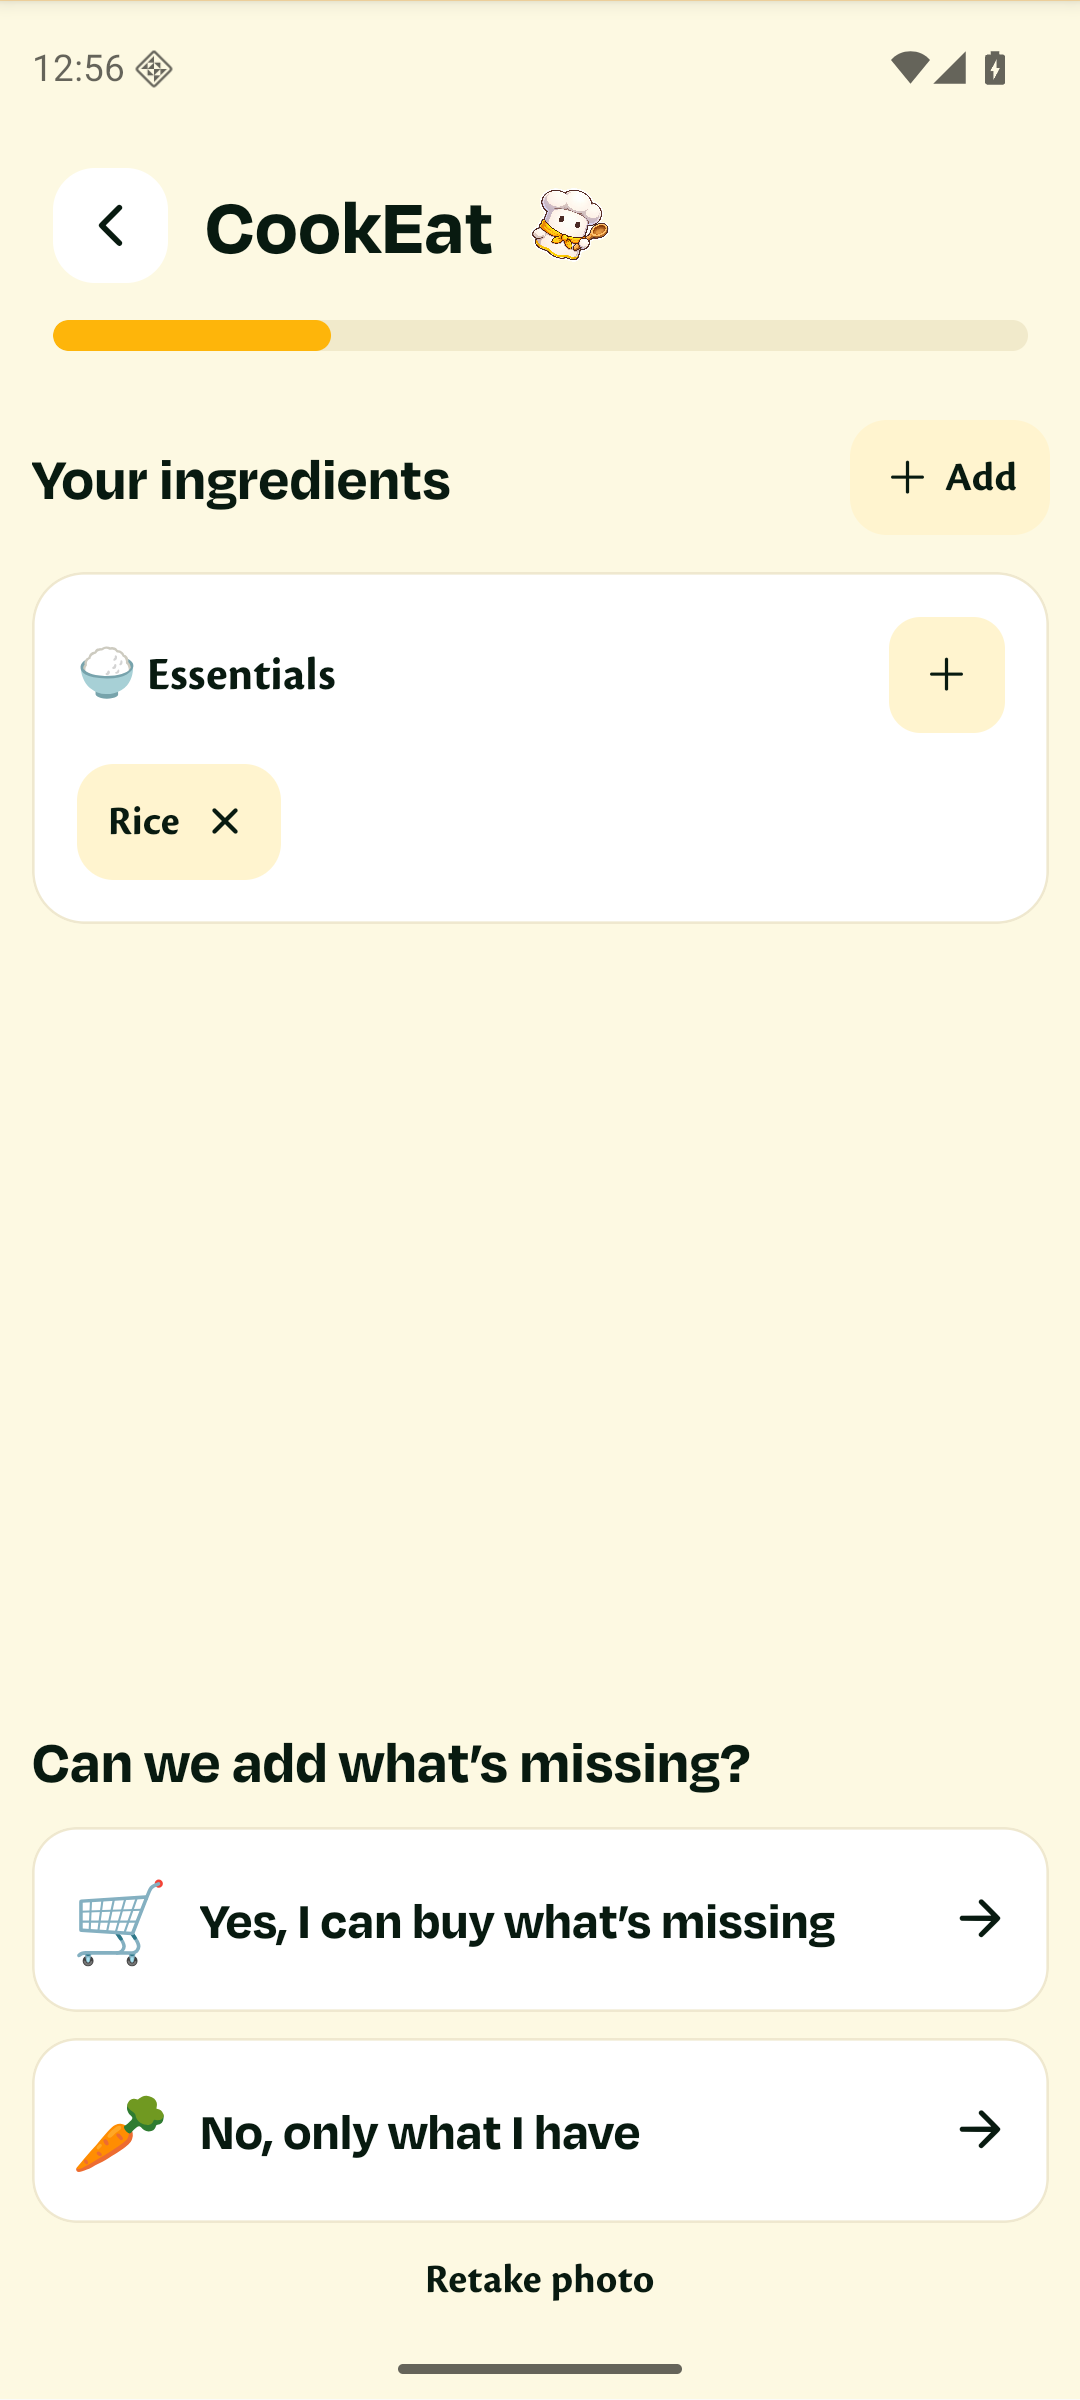 12:56
CookEat
Your ingredients
Add
Essentials
Rice
Can we add what’s missing?
Yes, I can buy what’s missing
No, only what I have
Retake photo